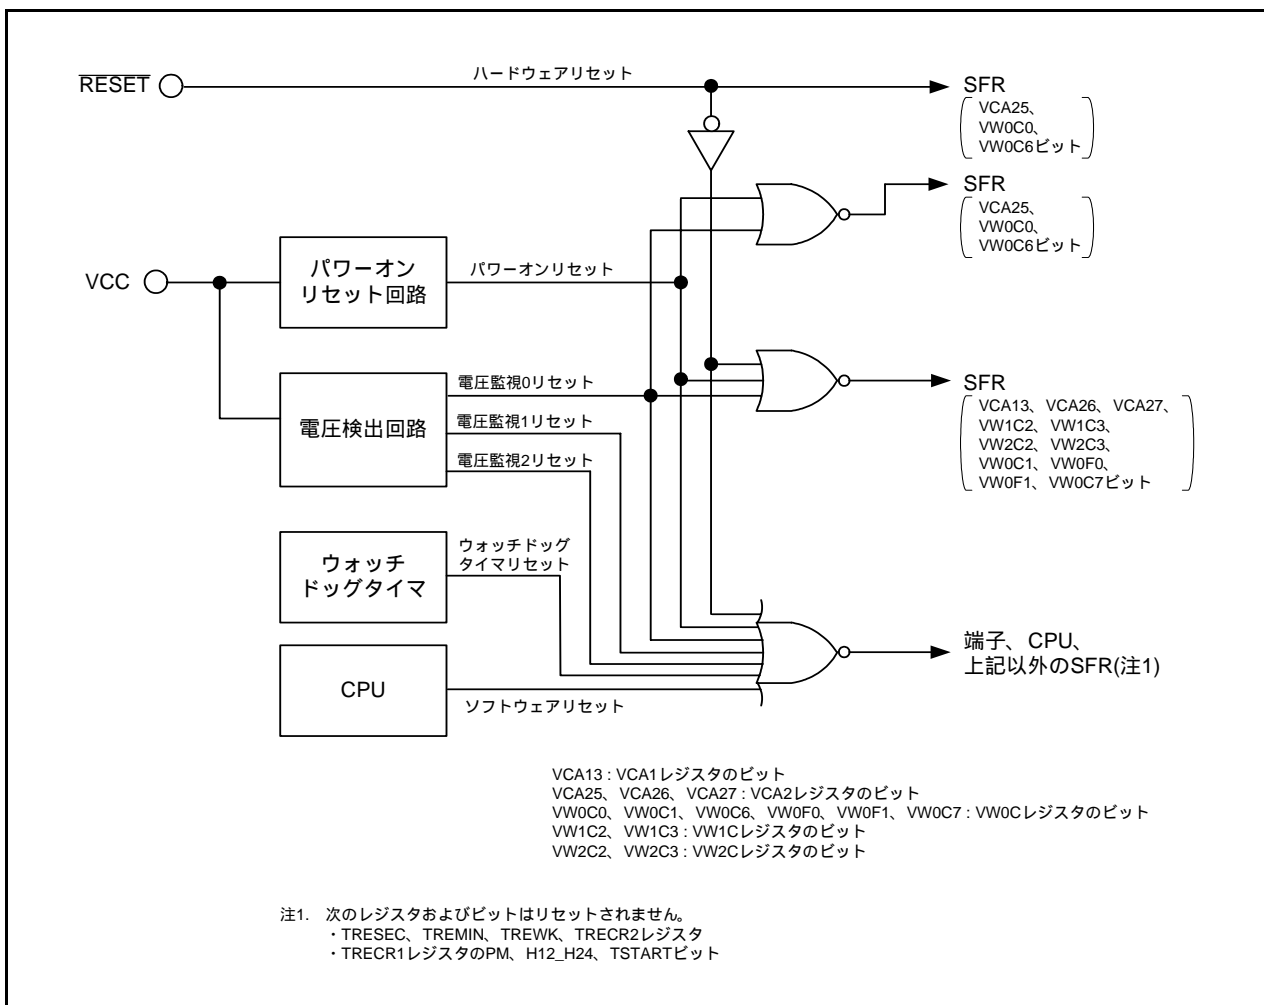 RESET
ハードウェアリセット
SFR
VCA25、
VW0C0、
VW0C6ビット
SFR
VCA25、
VW0C0、
VW0C6ビット
VCC
パワーオン
リセット回路
パワーオンリセット
電圧検出回路
電圧監視0リセット
電圧監視1リセット
電圧監視2リセット
SFR
VCA13、VCA26、VCA27、
VW1C2、VW1C3、
VW2C2、VW2C3、
VW0C1、VW0F0、
VW0F1、VW0C7ビット
ウォッチ
ドッグタイマ
ウォッチドッグ
タイマリセット
CPU
ソフトウェアリセット
端子、CPU、
上記以外のSFR(注1)
VCA13 : VCA1レジスタのビット
VCA25、VCA26、VCA27 : VCA2レジスタのビット
VW0C0、VW0C1、VW0C6、VW0F0、VW0F1、VW0C7 : VW0Cレジスタのビット
VW1C2、VW1C3 : VW1Cレジスタのビット
VW2C2、VW2C3 : VW2Cレジスタのビット
注1. 次のレジスタおよびビットはリセットされません。
・TRESEC、TREMIN、TREWK、TRECR2レジスタ
・TRECR1レジスタのPM、H12_H24、TSTARTビット